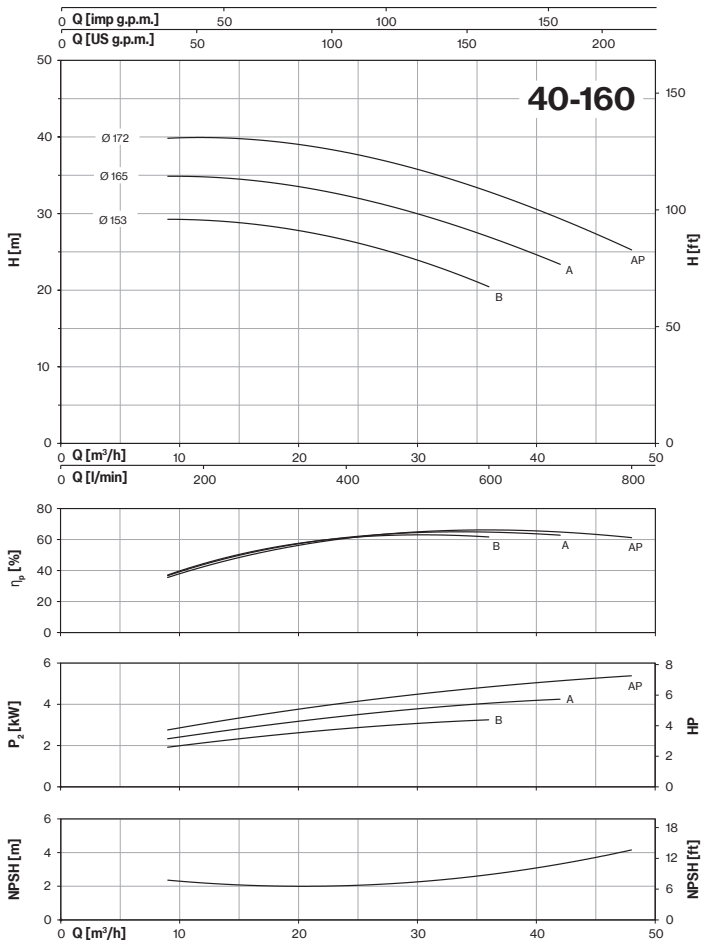 0 Q [imp g.p.m.] 50 100 150
0 Q [US g.p.m.] 50 100 150 200
40-160
50
40
30
20
10
0
H [m]
150
100
50
0
H [ft]
Ø 172
Ø 165
Ø 153
AP
A
B
0 Q [m³/h] 10 20 30 40 50
0 Q [l/min] 200 400 600 800
80
60
40
20
0
ηp [%]
B
A
AP
6
4
2
0
P2 [kW]
8
6
4
2
0
HP
AP
A
B
6
4
2
0
NPSH [m]
18
12
6
0
NPSH [ft]
0 Q [m³/h] 10 20 30 40 50